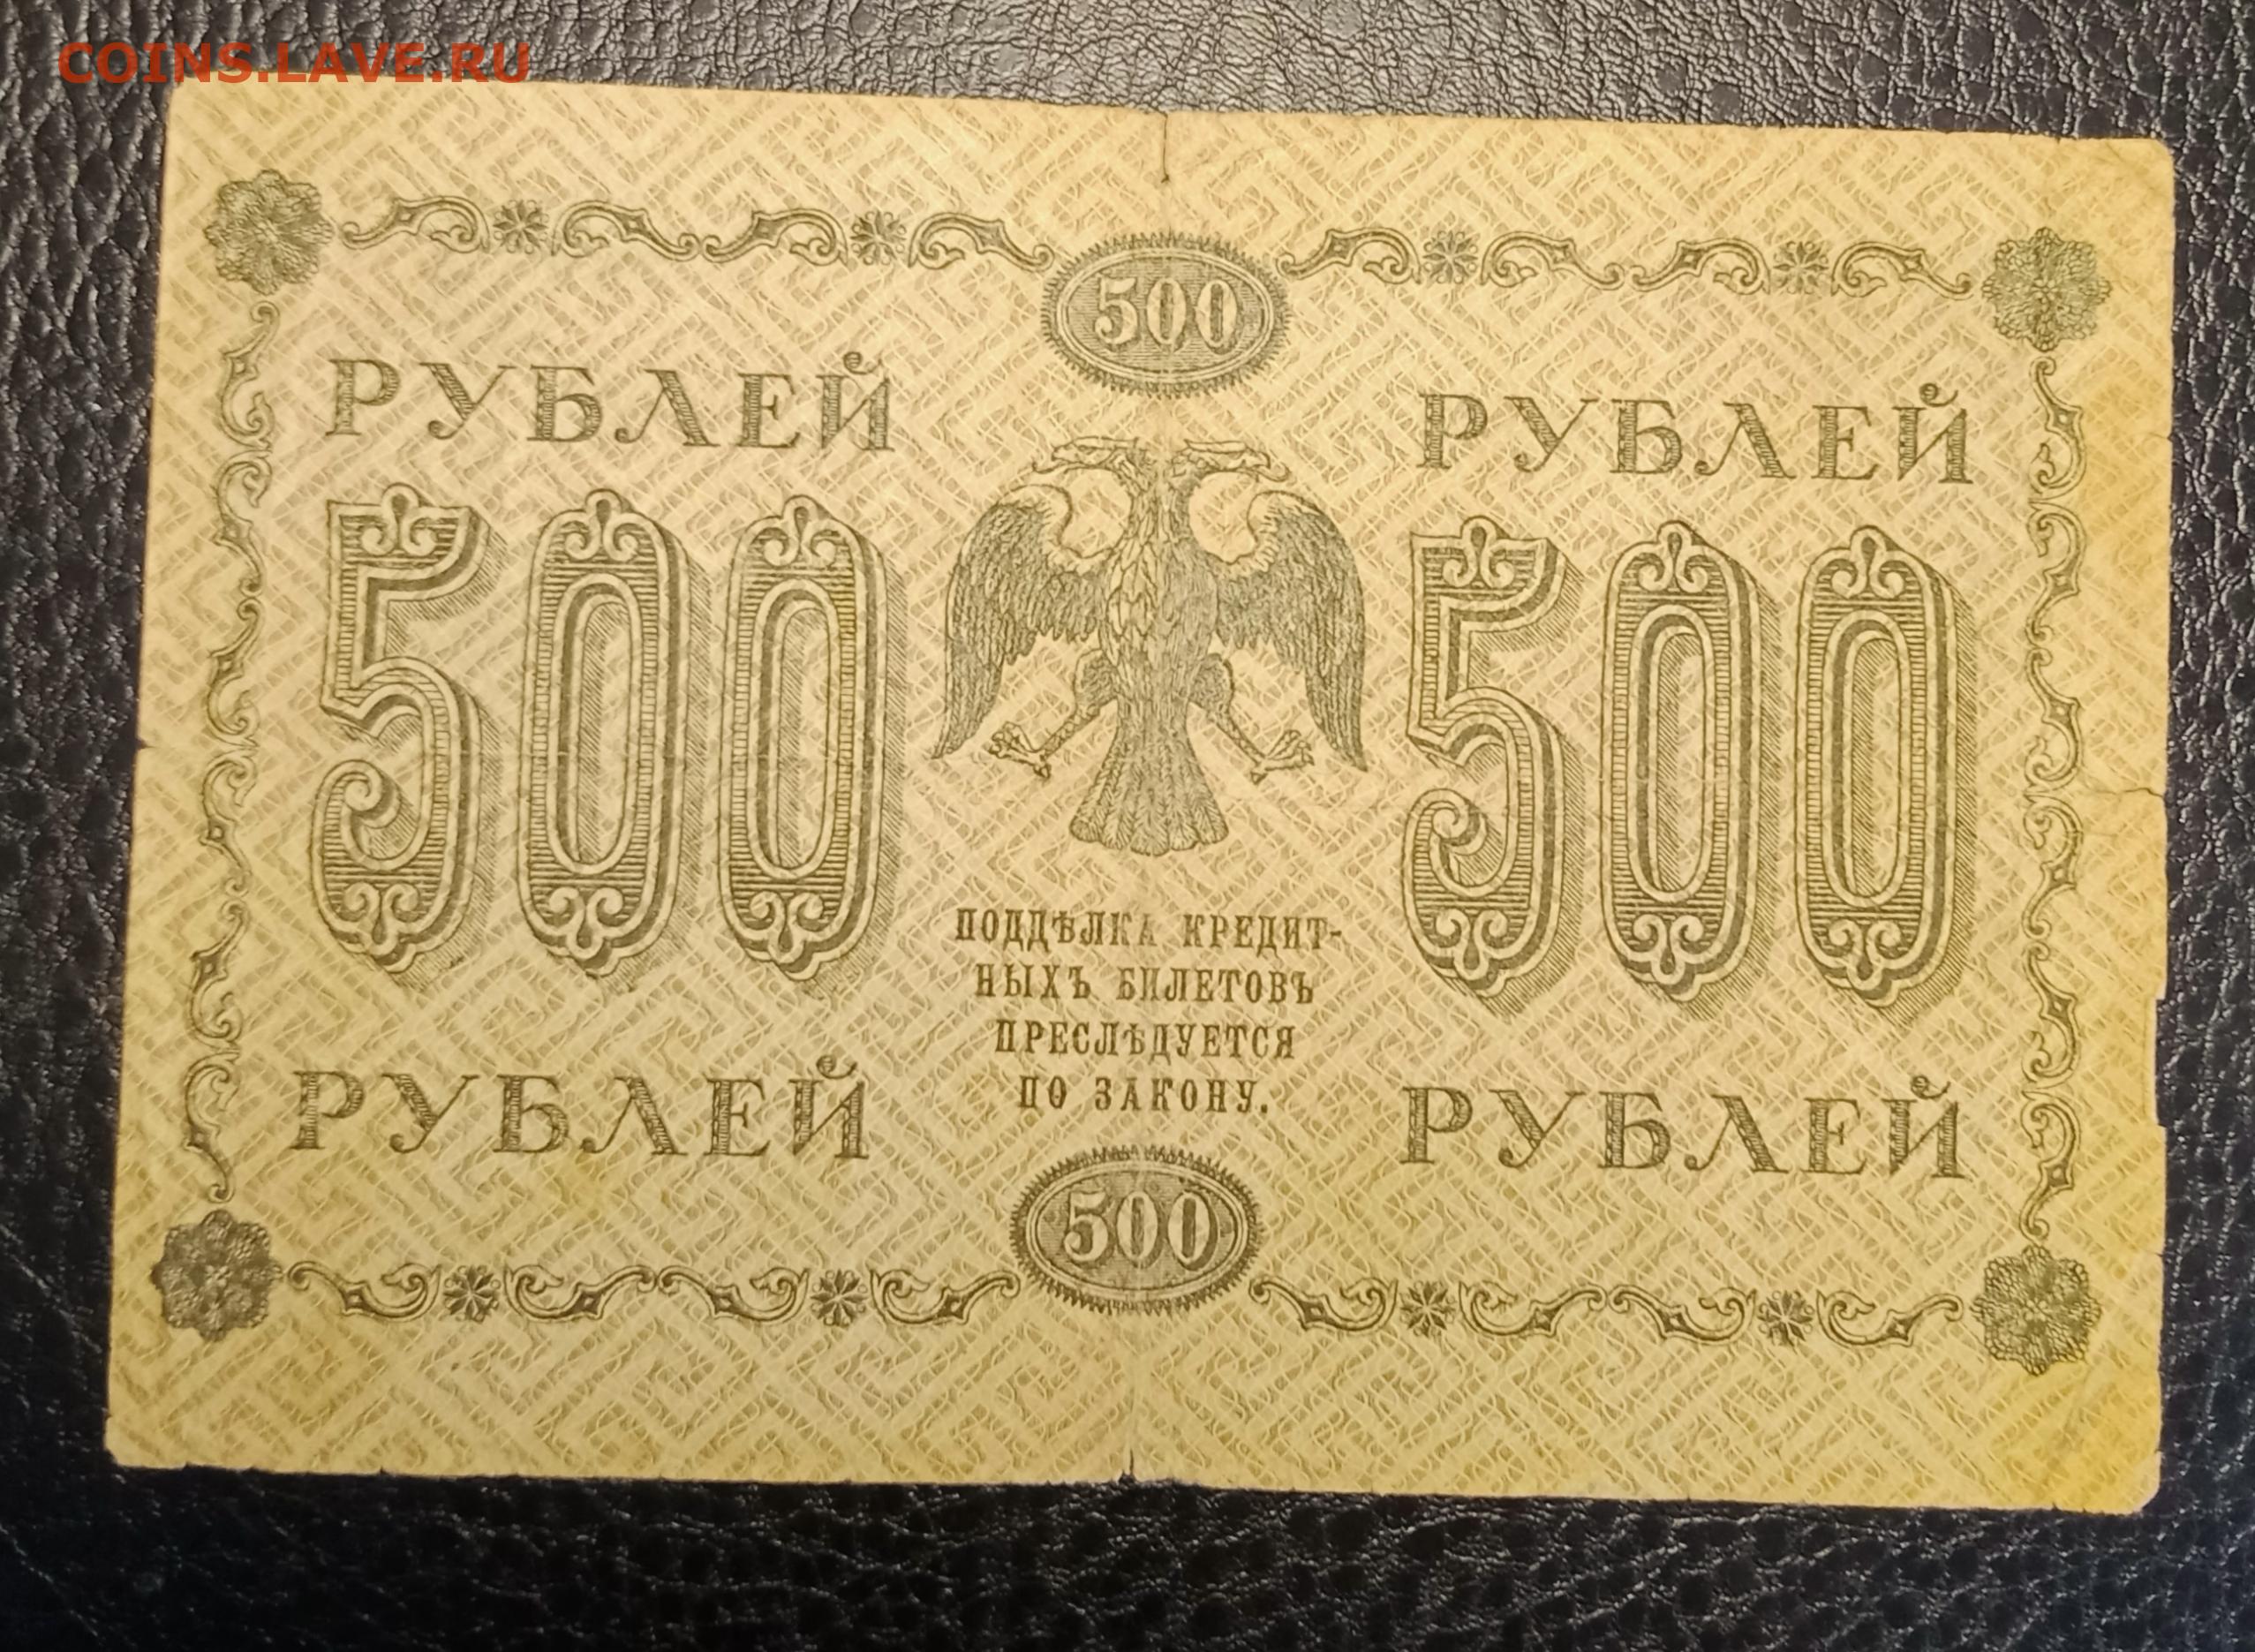 COINS.LAVE.RU
500
РУБЛЕЙ РУБЛЕЙ
500 500
ПОДДѢЛКА КРЕДИТ-
НЫХЪ БИЛЕТОВЪ
ПРЕСЛѢДУЕТСЯ
ПО ЗАКОНУ.
РУБЛЕЙ РУБЛЕЙ
500